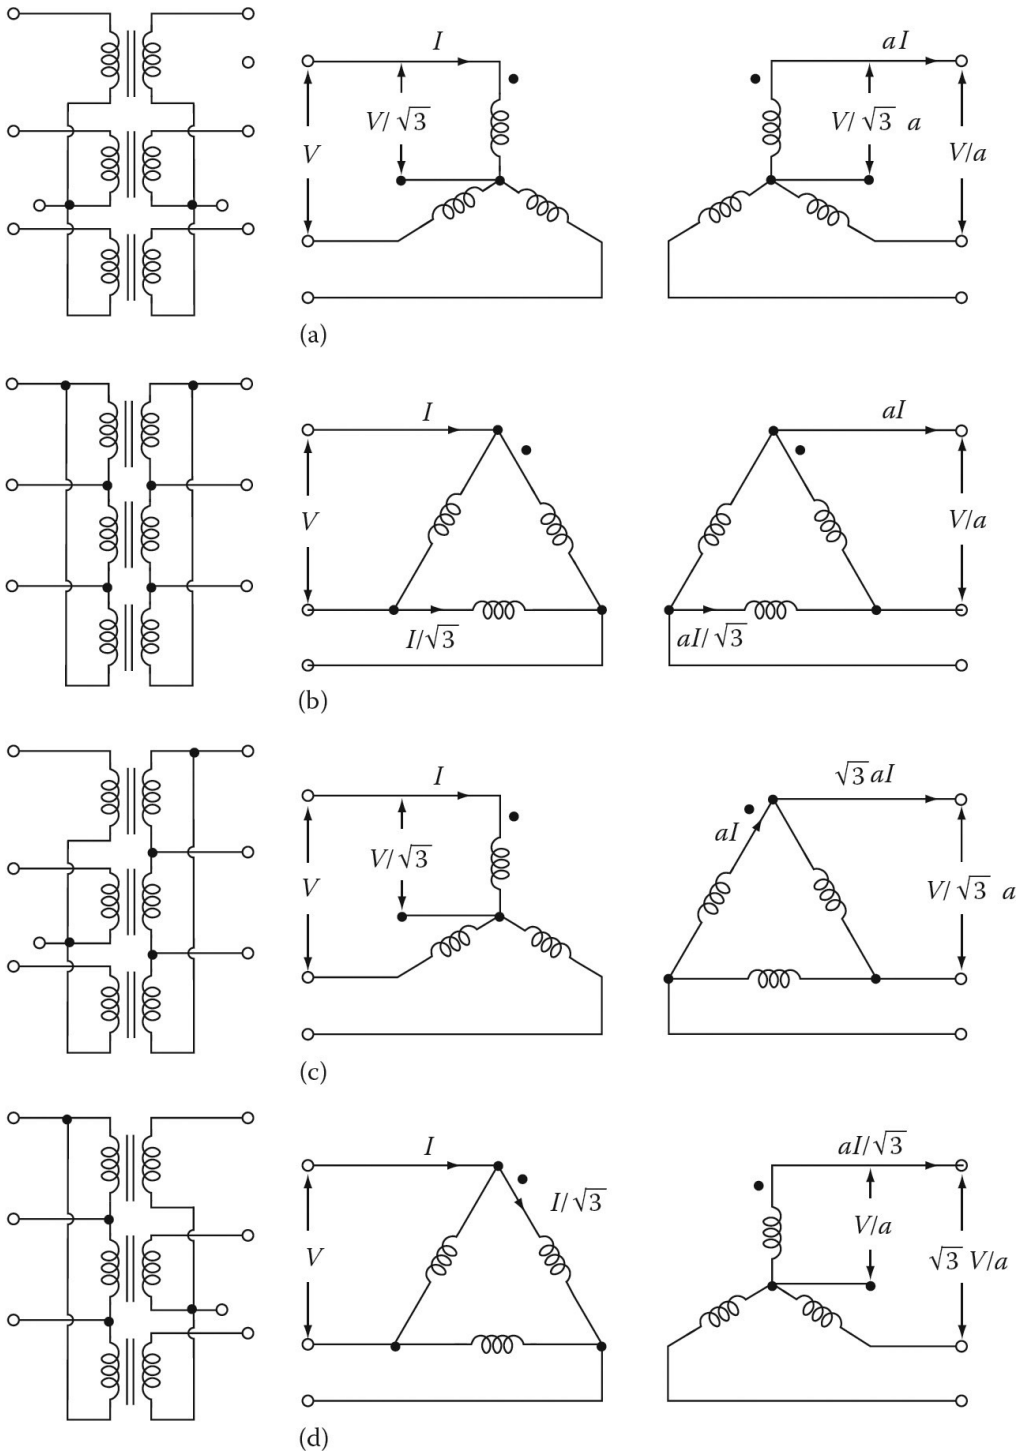 I
aI
V/√3
V/√3 a
V
V/a
(a)
I
aI
V
V/a
I/√3
aI/√3
(b)
I
√3 aI
aI
V/√3
V
V/√3 a
(c)
I
aI/√3
I/√3
V/a
V
√3 V/a
(d)